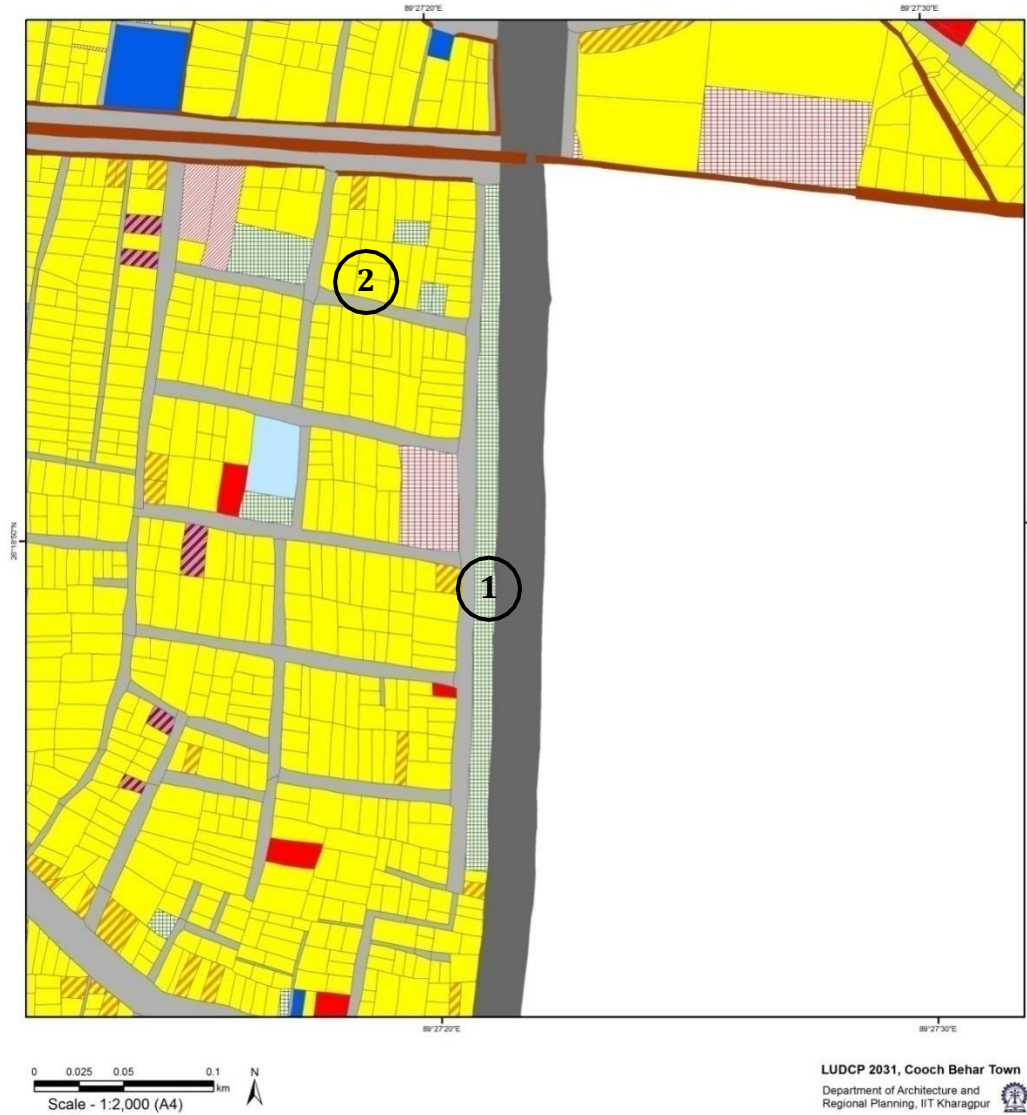 89°27'20"E
89°27'30"E
2
26°18'50"N
1
89°27'20"E
89°27'30"E
0 0.025 0.05 0.1
km
N
Scale - 1:2,000 (A4)
LUDCP 2031, Cooch Behar Town
Department of Architecture and
Regional Planning, IIT Kharagpur